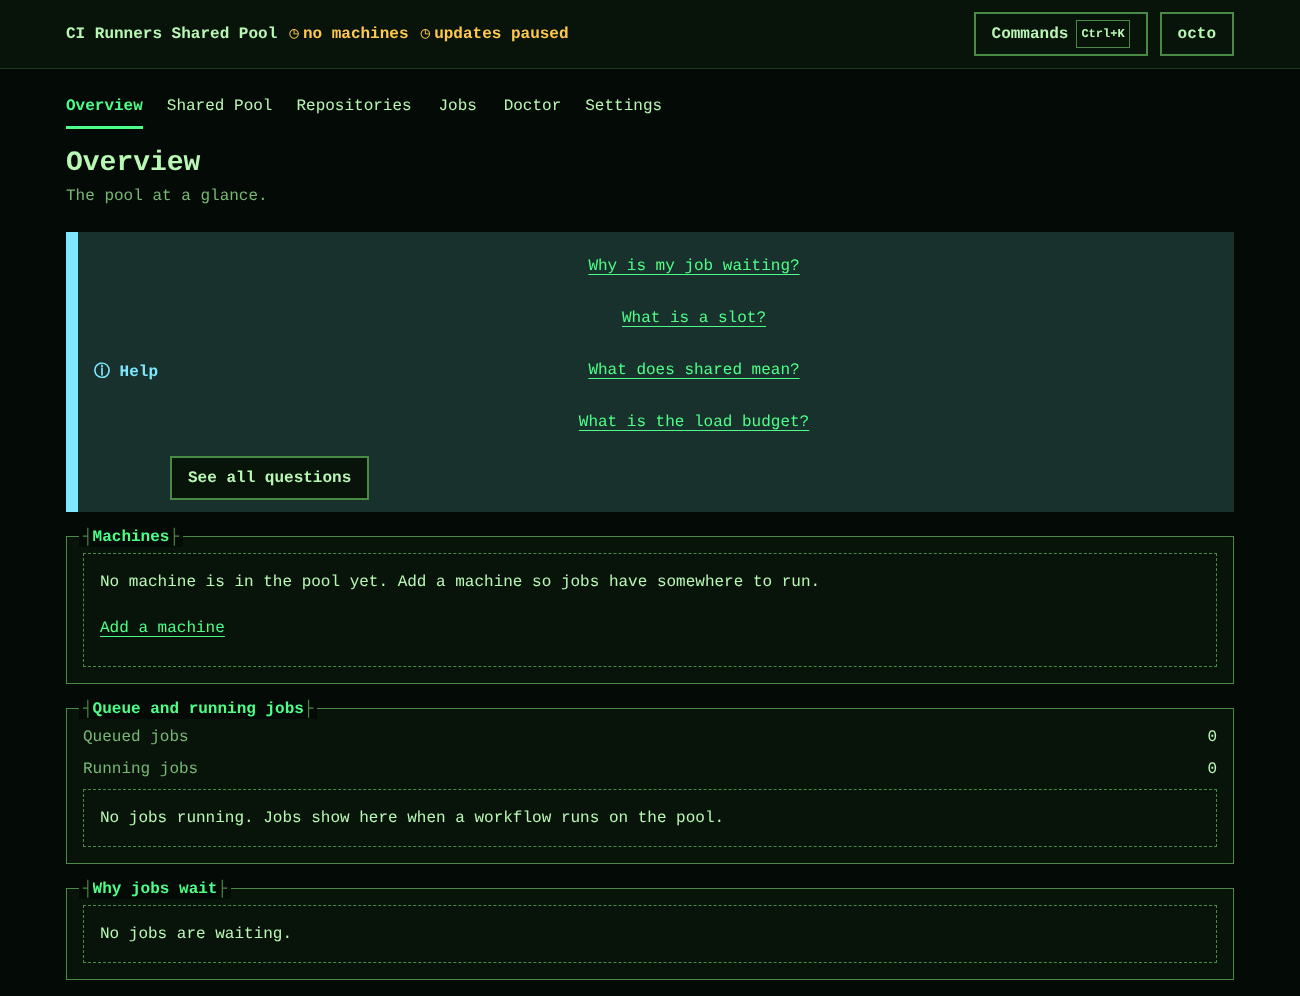 CI Runners Shared Pool ◷ no machines ◷ updates paused Commands Ctrl+K octo
Overview Shared Pool Repositories Jobs Doctor Settings
Overview
The pool at a glance.
Why is my job waiting?
What is a slot?
ⓘ Help
What does shared mean?
What is the load budget?
See all questions
Machines
No machine is in the pool yet. Add a machine so jobs have somewhere to run.
Add a machine
Queue and running jobs
Queued jobs 0
Running jobs 0
No jobs running. Jobs show here when a workflow runs on the pool.
Why jobs wait
No jobs are waiting.